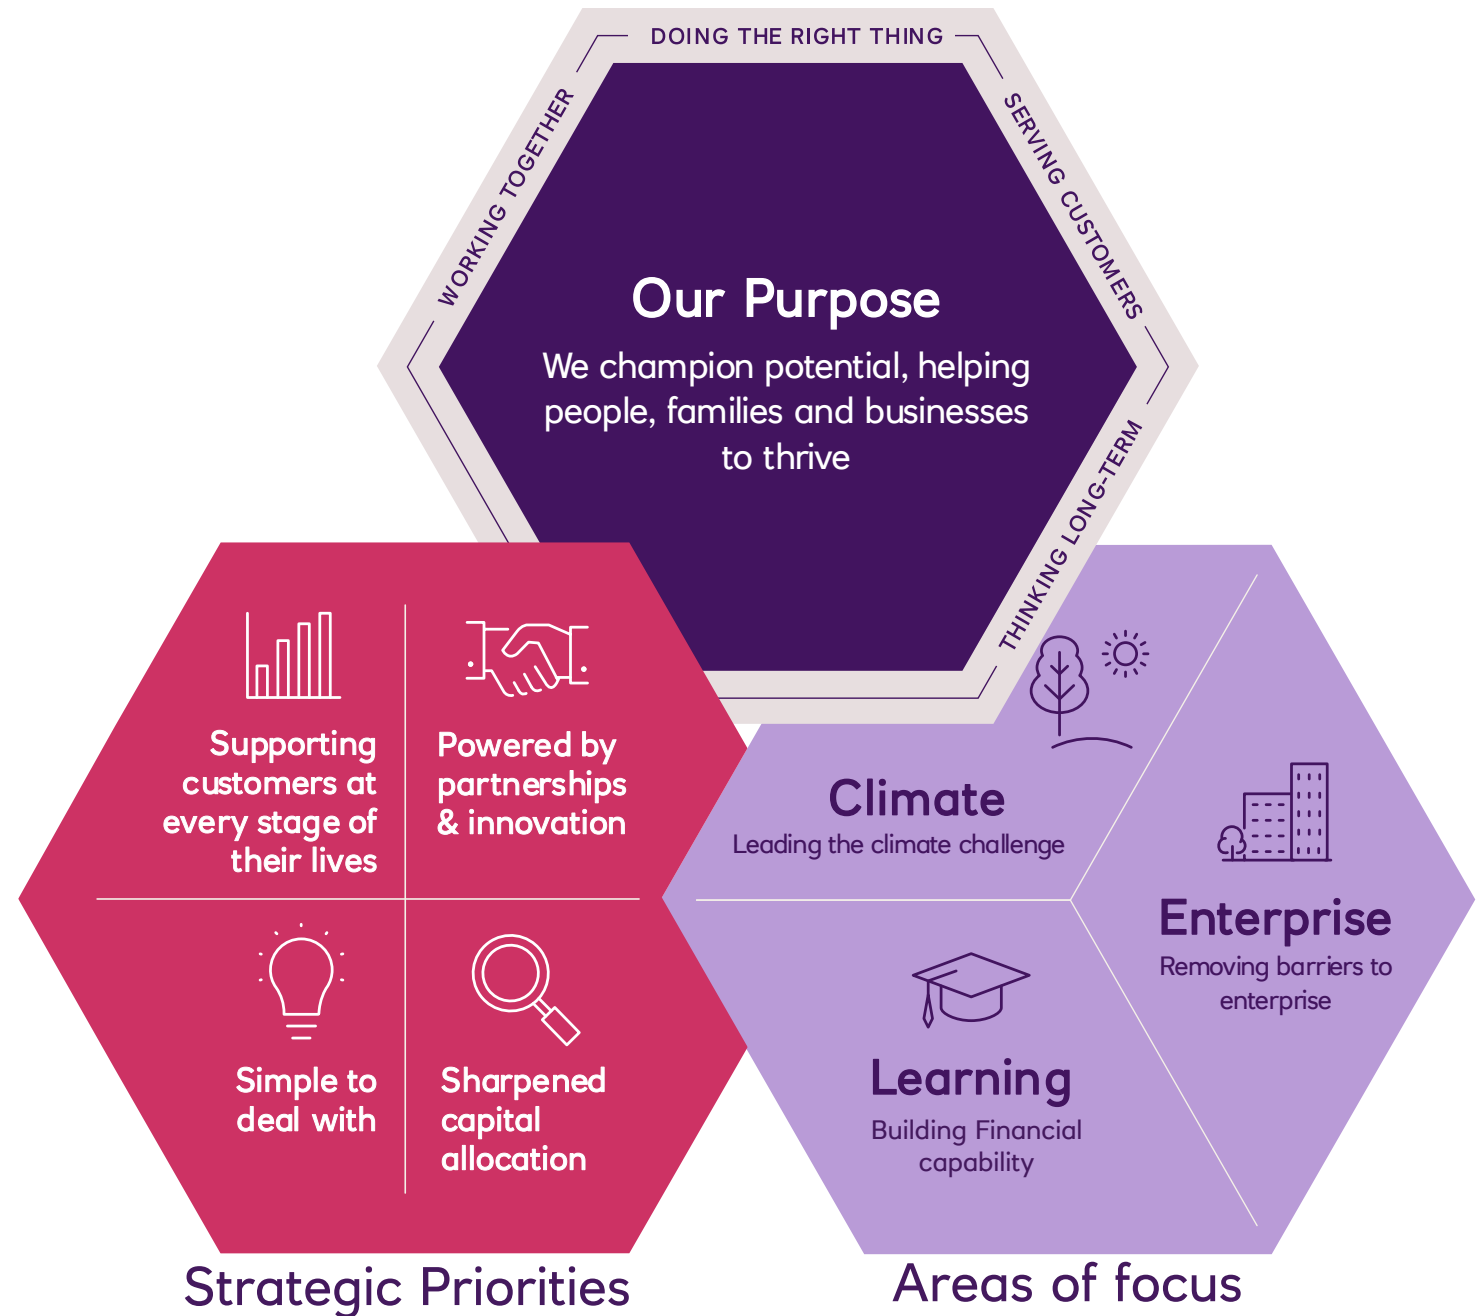 DOING THE RIGHT THING
WORKING TOGETHER
SERVING CUSTOMERS
THINKING LONG-TERM
Our Purpose
We champion potential, helping
people, families and businesses
to thrive
Supporting
customers at
every stage of
their lives
Powered by
partnerships
& innovation
Simple to
deal with
Sharpened
capital
allocation
Strategic Priorities
Climate
Leading the climate challenge
Enterprise
Removing barriers to
enterprise
Learning
Building Financial
capability
Areas of focus